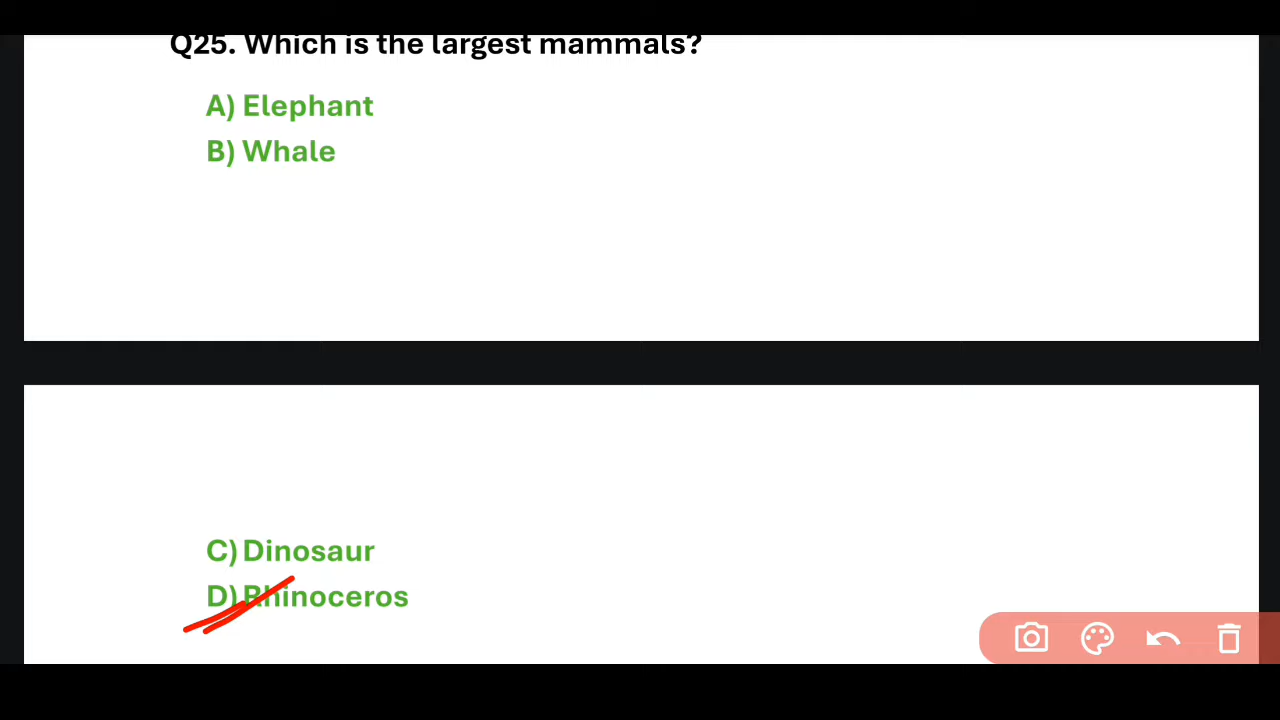 Q25. Which is the largest mammals?
A) Elephant
B) Whale
C) Dinosaur
D) Rhinoceros